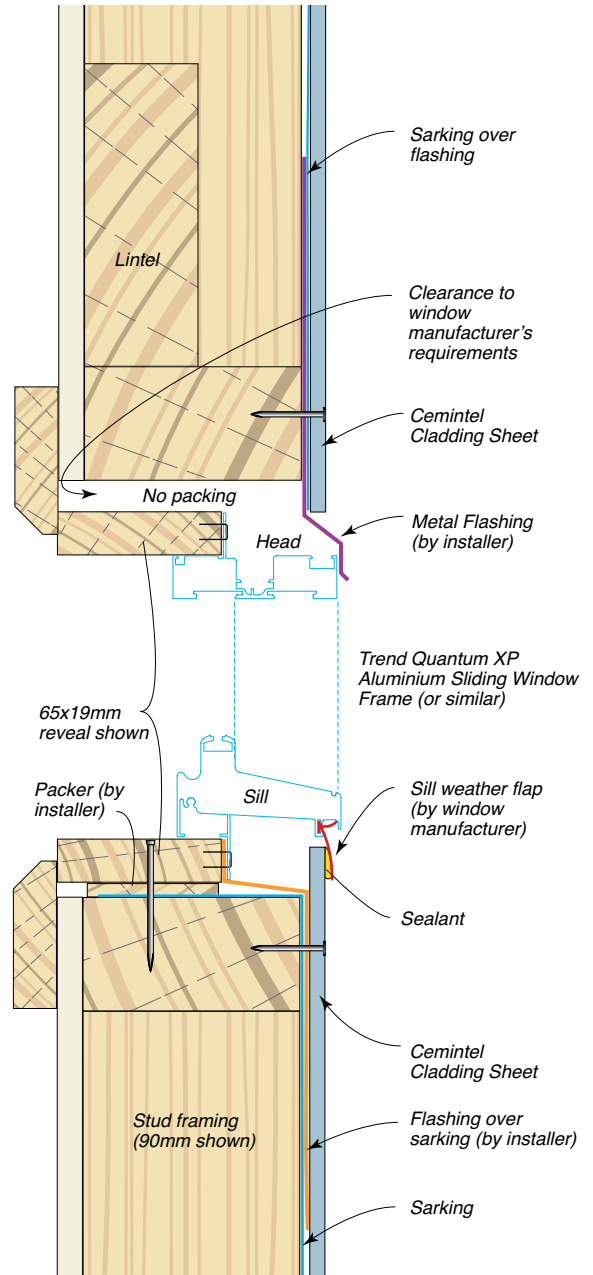 Sarking over
flashing
Lintel
Clearance to
window
manufacturer's
requirements
Cemintel
Cladding Sheet
No packing
Metal Flashing
(by installer)
Head
Trend Quantum XP
Aluminium Sliding Window
Frame (or similar)
65x19mm
reveal shown
Packer (by
installer)
Sill
Sill weather flap
(by window
manufacturer)
Sealant
Cemintel
Cladding Sheet
Stud framing
(90mm shown)
Flashing over
sarking (by installer)
Sarking